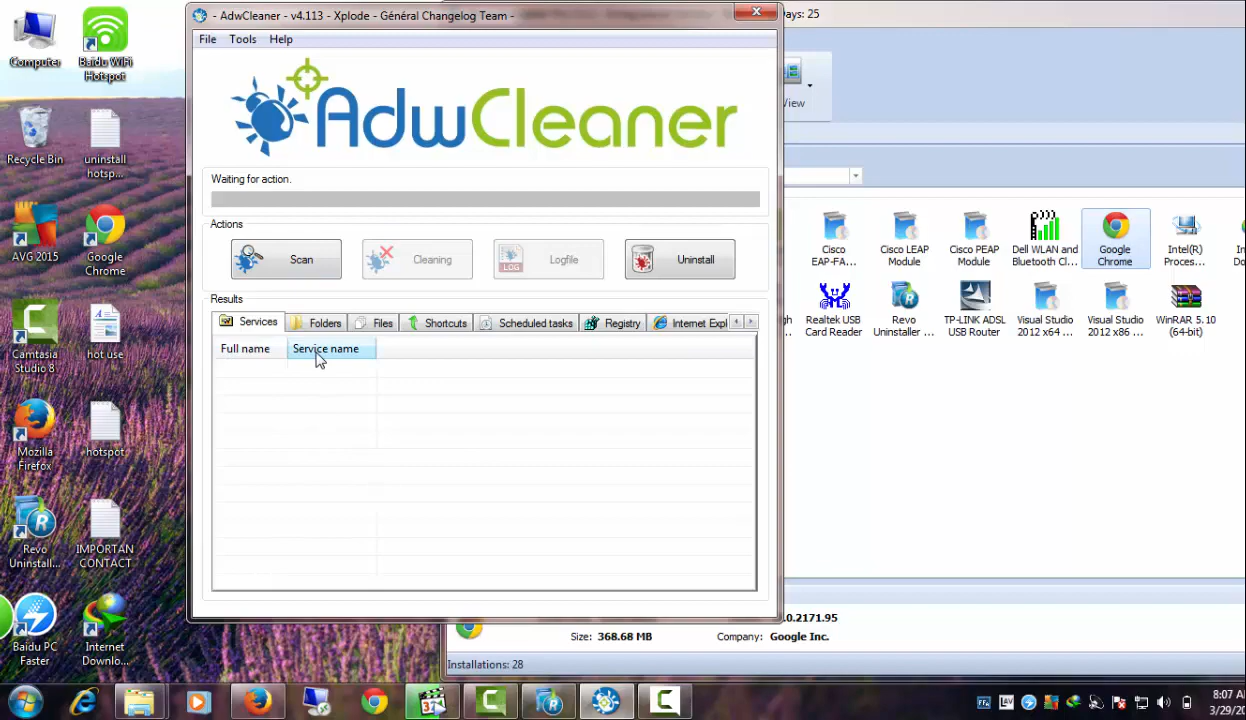 - AdwCleaner - v4.113 - Xplode - Général Changelog Team -
Days: 25
File Tools Help
AdwCleaner
View
Waiting for action.
Actions
Scan
Cleaning
LOG
Logfile
Uninstall
Results
Services
Folders
Files
Shortcuts
Scheduled tasks
Registry
Internet Expl
Full name
Service name
Computer
Baidu WiFi
Hotspot
Recycle Bin
uninstall
hotsp...
AVG 2015
Google
Chrome
Camtasia
Studio 8
hot use
Mozilla
Firefox
hotspot
Revo
Uninstall...
IMPORTAN
CONTACT
Baidu PC
Faster
Internet
Downlo...
Cisco
EAP-FA...
Cisco LEAP
Module
Cisco PEAP
Module
Dell WLAN and
Bluetooth Cl...
Google
Chrome
Intel(R)
Proces...
Realtek USB
Card Reader
Revo
Uninstaller ...
TP-LINK ADSL
USB Router
Visual Studio
2012 x64 ...
Visual Studio
2012 x86 ...
WinRAR 5.10
(64-bit)
.0.2171.95
Size: 368.68 MB
Company: Google Inc.
Installations: 28
8:07 A
3/29/20